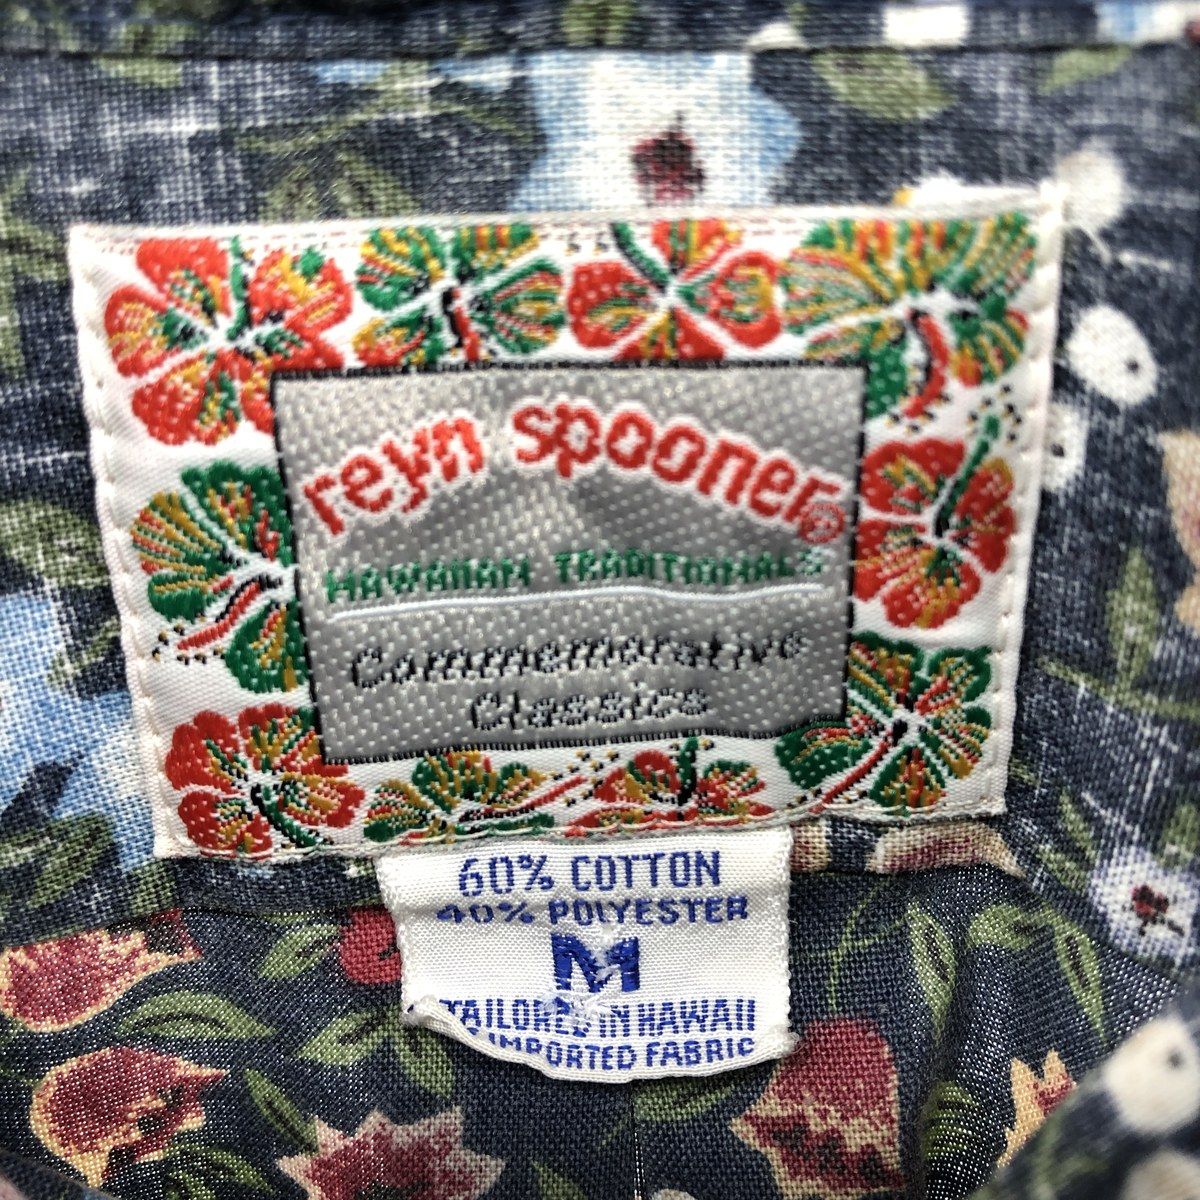 reyn spooner®
HAWAIIAN TRADITIONALS
Commemorative
Classics
60% COTTON
40% POLYESTER
M
TAILORED IN HAWAII
IMPORTED FABRIC